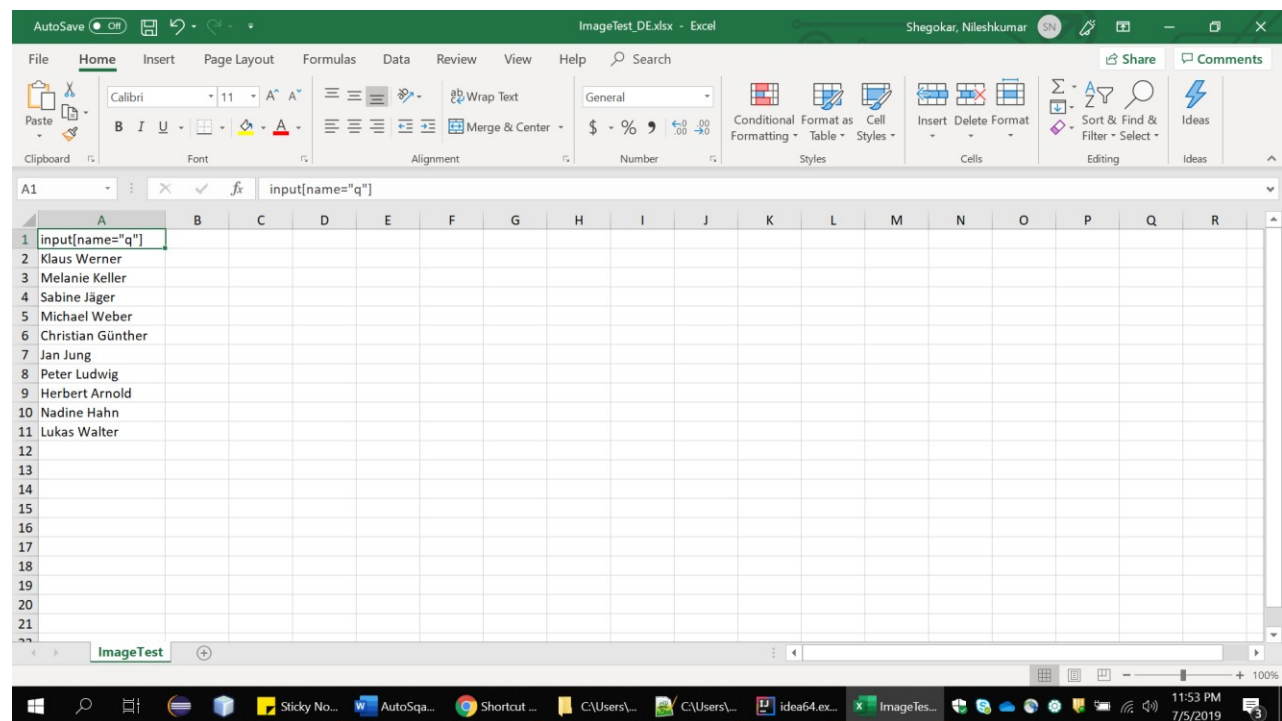 AutoSave Off ImageTest_DE.xlsx - Excel Shegokar, Nileshkumar SN
File Home Insert Page Layout Formulas Data Review View Help Search Share Comments
Paste Calibri 11 A A ab Wrap Text General Conditional Formatting Format as Table Cell Styles Insert Delete Format Sort & Filter Find & Select Ideas
B I U A Merge & Center $ % 9 .00 .00
Clipboard Font Alignment Number Styles Cells Editing Ideas
A1 fx input[name="q"]
A B C D E F G H I J K L M N O P Q R
1 input[name="q"]
2 Klaus Werner
3 Melanie Keller
4 Sabine Jäger
5 Michael Weber
6 Christian Günther
7 Jan Jung
8 Peter Ludwig
9 Herbert Arnold
10 Nadine Hahn
11 Lukas Walter
12
13
14
15
16
17
18
19
20
21
ImageTest
100%
Sticky No... AutoSqa... Shortcut ... C:\Users\... C:\Users\... idea64.ex... ImageTes... 11:53 PM
7/5/2019 3